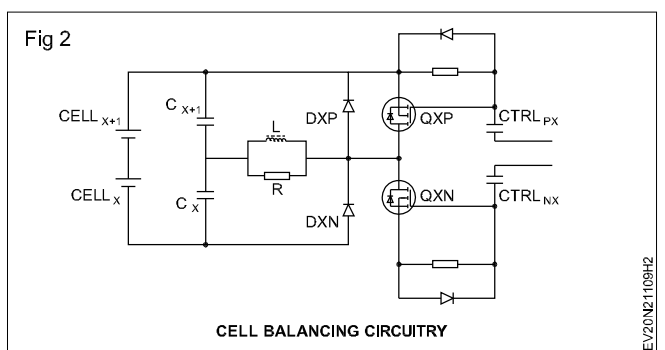 Fig 2
CELL X+1
C X+1
L
DXP
QXP
CTRL PX
CELL X
C X
R
DXN
QXN
CTRL NX
CELL BALANCING CIRCUITRY
EV20N21109H2